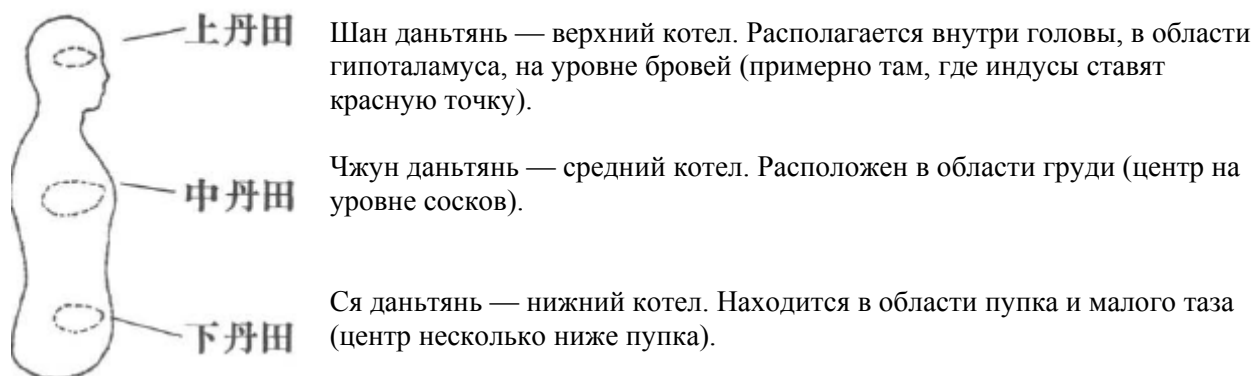 上丹田
Шан даньтянь — верхний котел. Располагается внутри головы, в области
гипоталамуса, на уровне бровей (примерно там, где индусы ставят
красную точку).
中丹田
Чжун даньтянь — средний котел. Расположен в области груди (центр на
уровне сосков).
下丹田
Ся даньтянь — нижний котел. Находится в области пупка и малого таза
(центр несколько ниже пупка).